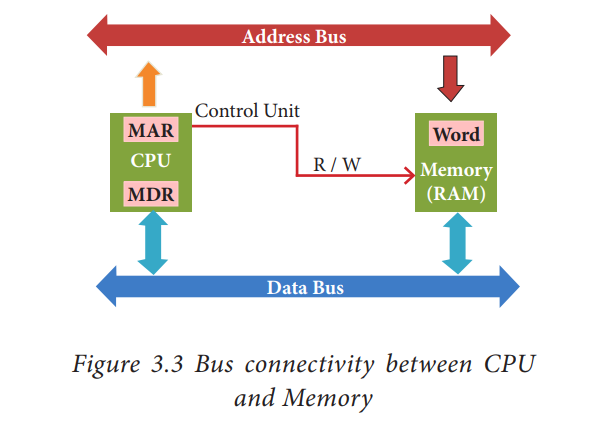 Address Bus
Control Unit
MAR
CPU
MDR
R / W
Word
Memory
(RAM)
Data Bus
Figure 3.3 Bus connectivity between CPU
and Memory